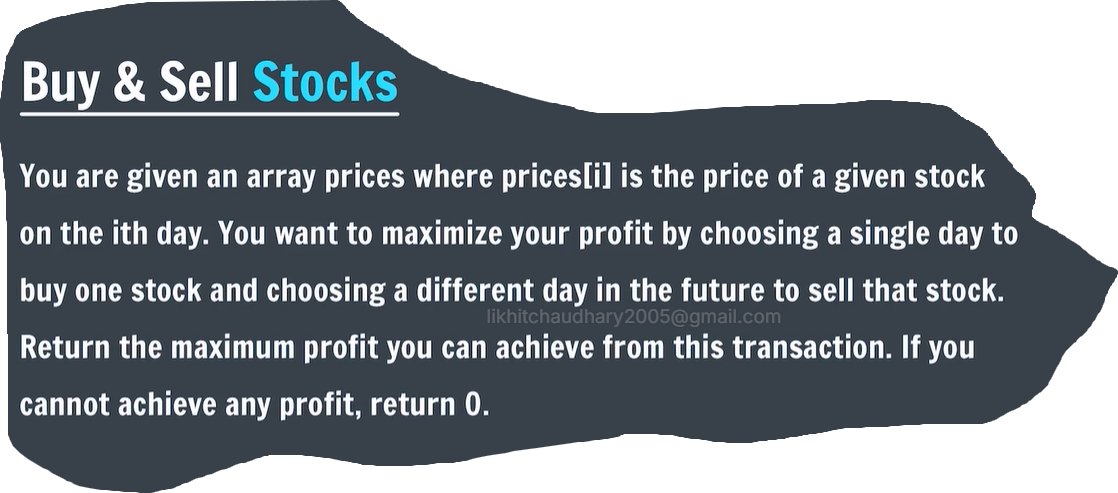 Buy & Sell Stocks
You are given an array prices where prices[i] is the price of a given stock
on the ith day. You want to maximize your profit by choosing a single day to
buy one stock and choosing a different day in the future to sell that stock.
likhitchaudhary2005@gmail.com
Return the maximum profit you can achieve from this transaction. If you
cannot achieve any profit, return 0.